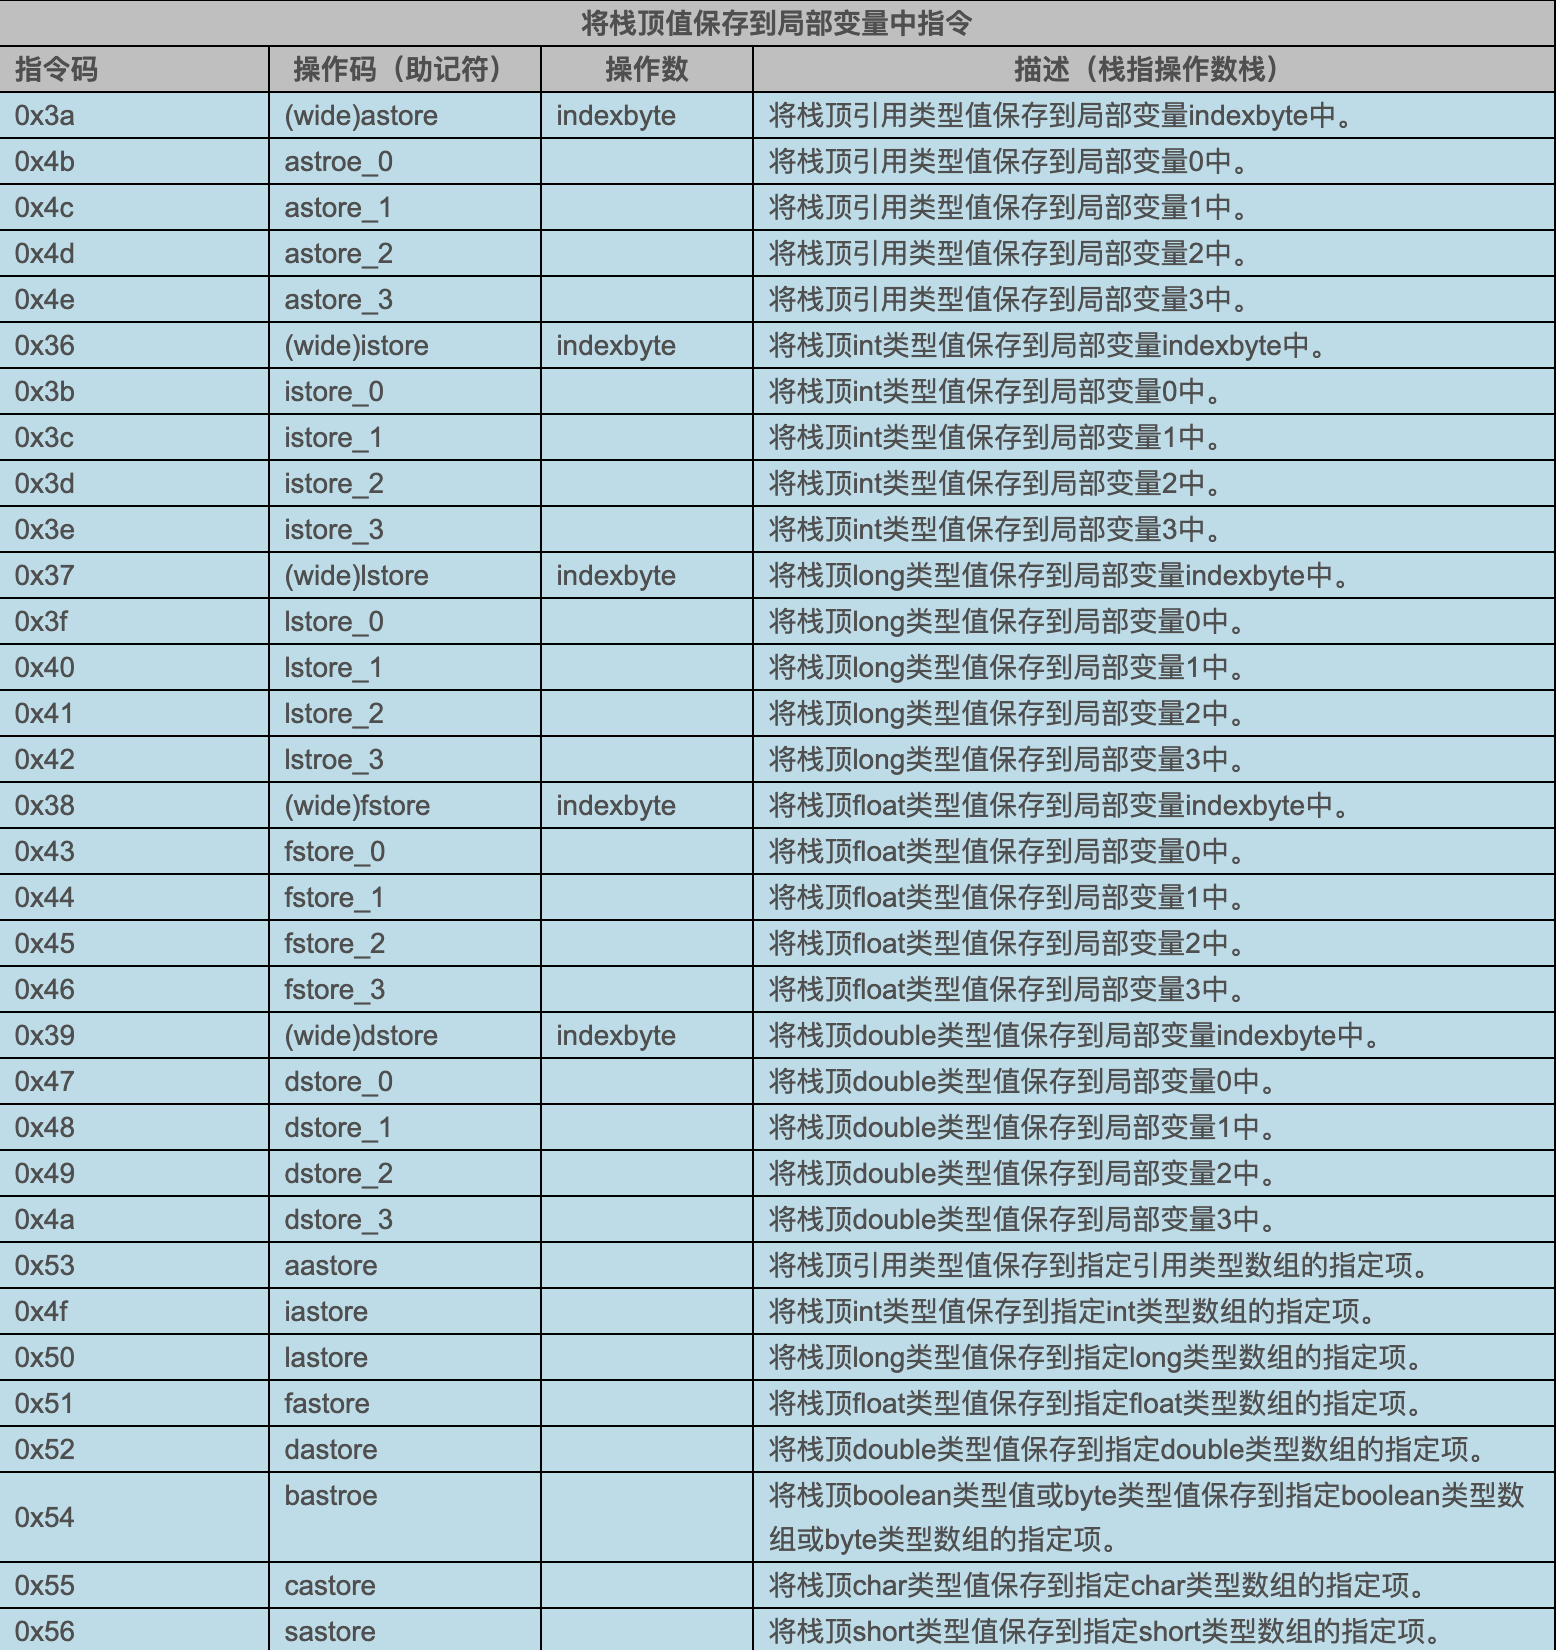 将栈顶值保存到局部变量中指令
指令码 操作码（助记符） 操作数 描述（栈指操作数栈）
0x3a (wide)astore indexbyte 将栈顶引用类型值保存到局部变量indexbyte中。
0x4b astroe_0 将栈顶引用类型值保存到局部变量0中。
0x4c astore_1 将栈顶引用类型值保存到局部变量1中。
0x4d astore_2 将栈顶引用类型值保存到局部变量2中。
0x4e astore_3 将栈顶引用类型值保存到局部变量3中。
0x36 (wide)istore indexbyte 将栈顶int类型值保存到局部变量indexbyte中。
0x3b istore_0 将栈顶int类型值保存到局部变量0中。
0x3c istore_1 将栈顶int类型值保存到局部变量1中。
0x3d istore_2 将栈顶int类型值保存到局部变量2中。
0x3e istore_3 将栈顶int类型值保存到局部变量3中。
0x37 (wide)lstore indexbyte 将栈顶long类型值保存到局部变量indexbyte中。
0x3f lstore_0 将栈顶long类型值保存到局部变量0中。
0x40 lstore_1 将栈顶long类型值保存到局部变量1中。
0x41 lstore_2 将栈顶long类型值保存到局部变量2中。
0x42 lstroe_3 将栈顶long类型值保存到局部变量3中。
0x38 (wide)fstore indexbyte 将栈顶float类型值保存到局部变量indexbyte中。
0x43 fstore_0 将栈顶float类型值保存到局部变量0中。
0x44 fstore_1 将栈顶float类型值保存到局部变量1中。
0x45 fstore_2 将栈顶float类型值保存到局部变量2中。
0x46 fstore_3 将栈顶float类型值保存到局部变量3中。
0x39 (wide)dstore indexbyte 将栈顶double类型值保存到局部变量indexbyte中。
0x47 dstore_0 将栈顶double类型值保存到局部变量0中。
0x48 dstore_1 将栈顶double类型值保存到局部变量1中。
0x49 dstore_2 将栈顶double类型值保存到局部变量2中。
0x4a dstore_3 将栈顶double类型值保存到局部变量3中。
0x53 aastore 将栈顶引用类型值保存到指定引用类型数组的指定项。
0x4f iastore 将栈顶int类型值保存到指定int类型数组的指定项。
0x50 lastore 将栈顶long类型值保存到指定long类型数组的指定项。
0x51 fastore 将栈顶float类型值保存到指定float类型数组的指定项。
0x52 dastore 将栈顶double类型值保存到指定double类型数组的指定项。
0x54 bastroe 将栈顶boolean类型值或byte类型值保存到指定boolean类型数
组或byte类型数组的指定项。
0x55 castore 将栈顶char类型值保存到指定char类型数组的指定项。
0x56 sastore 将栈顶short类型值保存到指定short类型数组的指定项。